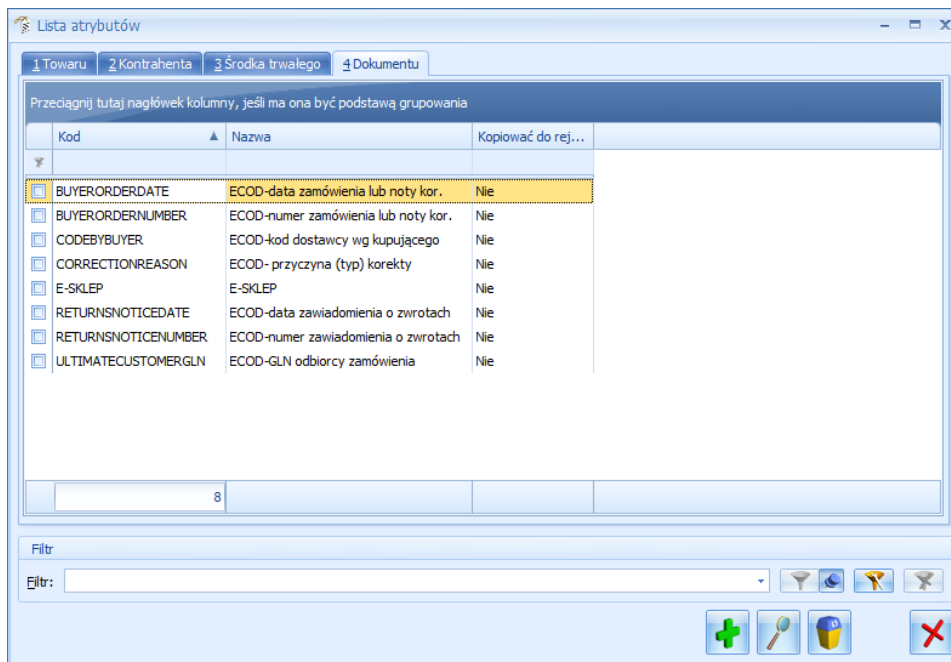 Lista atrybutów
1 Towaru 2 Kontrahenta 3 Środka trwałego 4 Dokumentu
Przeciągnij tutaj nagłówek kolumny, jeśli ma ona być podstawą grupowania
Kod Nazwa Kopiować do rej...
BUYERORDERDATE ECOD-data zamówienia lub noty kor. Nie
BUYERORDERNUMBER ECOD-numer zamówienia lub noty kor. Nie
CODEBYBUYER ECOD-kod dostawcy wg kupującego Nie
CORRECTIONREASON ECOD- przyczyna (typ) korekty Nie
E-SKLEP E-SKLEP Nie
RETURNSNOTICEDATE ECOD-data zawiadomienia o zwrotach Nie
RETURNSNOTICENUMBER ECOD-numer zawiadomienia o zwrotach Nie
ULTIMATECUSTOMERGLN ECOD-GLN odbiorcy zamówienia Nie
8
Filtr
Filtr: